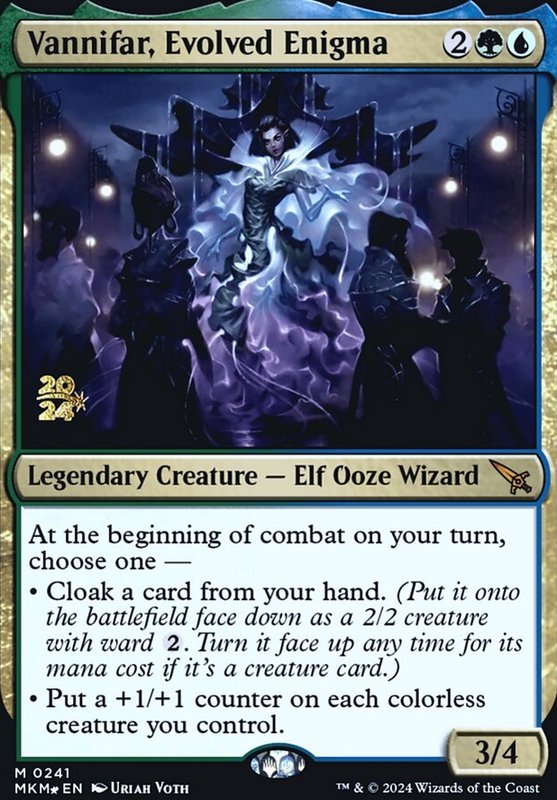 Vannifar, Evolved Enigma 2
20
24
Legendary Creature — Elf Ooze Wizard
At the beginning of combat on your turn,
choose one —
• Cloak a card from your hand. (Put it onto
the battlefield face down as a 2/2 creature
with ward 2. Turn it face up any time for its
mana cost if it's a creature card.)
• Put a +1/+1 counter on each colorless
creature you control.
3/4
M 0241
MKM★EN Uriah Voth
™ & © 2024 Wizards of the Coast